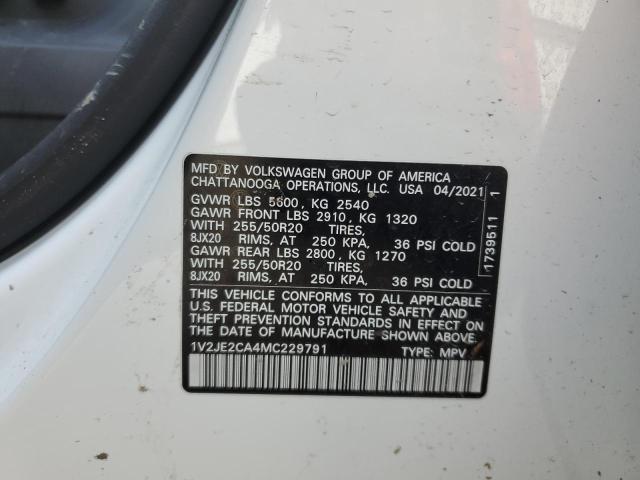 MFD BY VOLKSWAGEN GROUP OF AMERICA
CHATTANOOGA OPERATIONS, LLC. USA 04/2021
GVWR LBS 5600, KG 2540
GAWR FRONT LBS 2910, KG 1320
WITH 255/50R20 TIRES,
8JX20 RIMS, AT 250 KPA, 36 PSI COLD
GAWR REAR LBS 2800, KG 1270
WITH 255/50R20 TIRES,
8JX20 RIMS, AT 250 KPA, 36 PSI COLD
THIS VEHICLE CONFORMS TO ALL APPLICABLE
U.S. FEDERAL MOTOR VEHICLE SAFETY AND
THEFT PREVENTION STANDARDS IN EFFECT ON
THE DATE OF MANUFACTURE SHOWN ABOVE.
1V2JE2CA4MC229791 TYPE: MPV
1739511 1